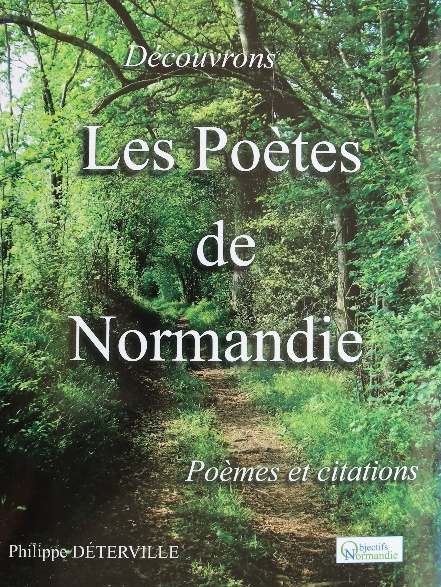 Découvrons
Les Poètes
de
Normandie
Poèmes et citations
Philippe DÉTERVILLE
Objectifs
Normandie